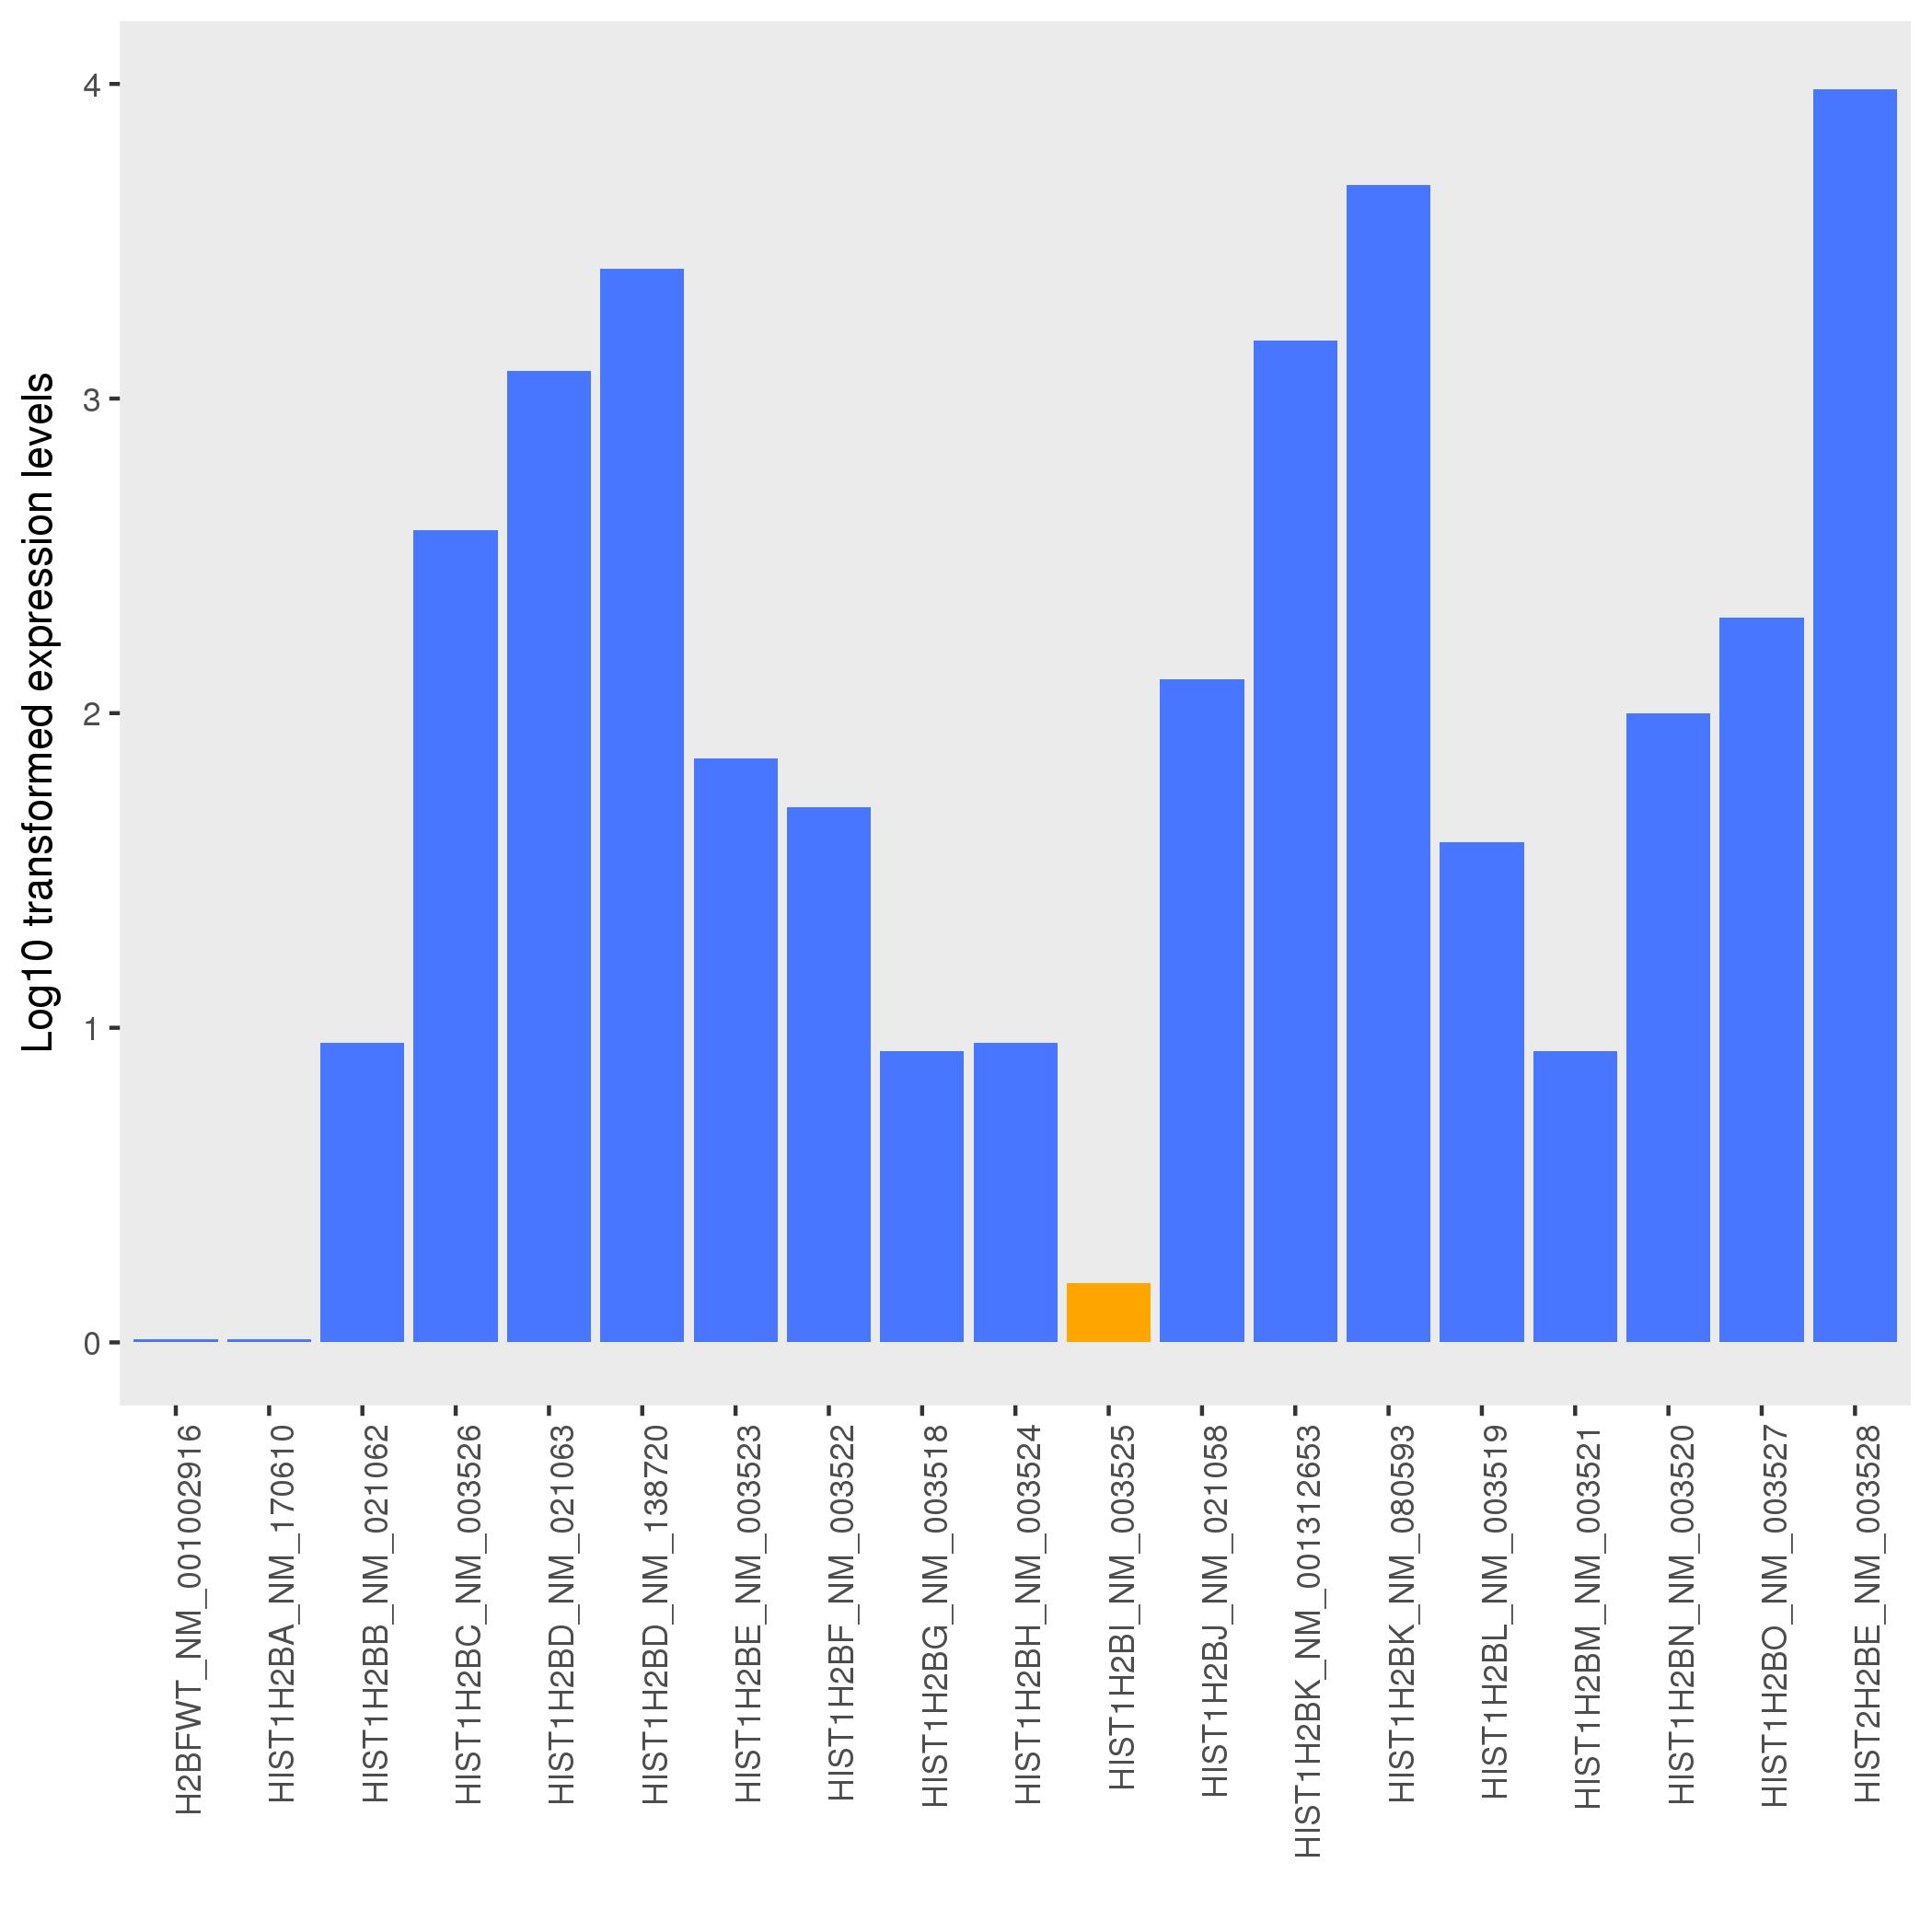 Log10 transformed expression levels
4
3
2
1
0
H2BFWT_NM_001002916
HIST1H2BA_NM_170610
HIST1H2BB_NM_021062
HIST1H2BC_NM_003526
HIST1H2BD_NM_021063
HIST1H2BD_NM_138720
HIST1H2BE_NM_003523
HIST1H2BF_NM_003522
HIST1H2BG_NM_003518
HIST1H2BH_NM_003524
HIST1H2BI_NM_003525
HIST1H2BJ_NM_021058
HIST1H2BK_NM_001312653
HIST1H2BK_NM_080593
HIST1H2BL_NM_003519
HIST1H2BM_NM_003521
HIST1H2BN_NM_003520
HIST1H2BO_NM_003527
HIST2H2BE_NM_003528